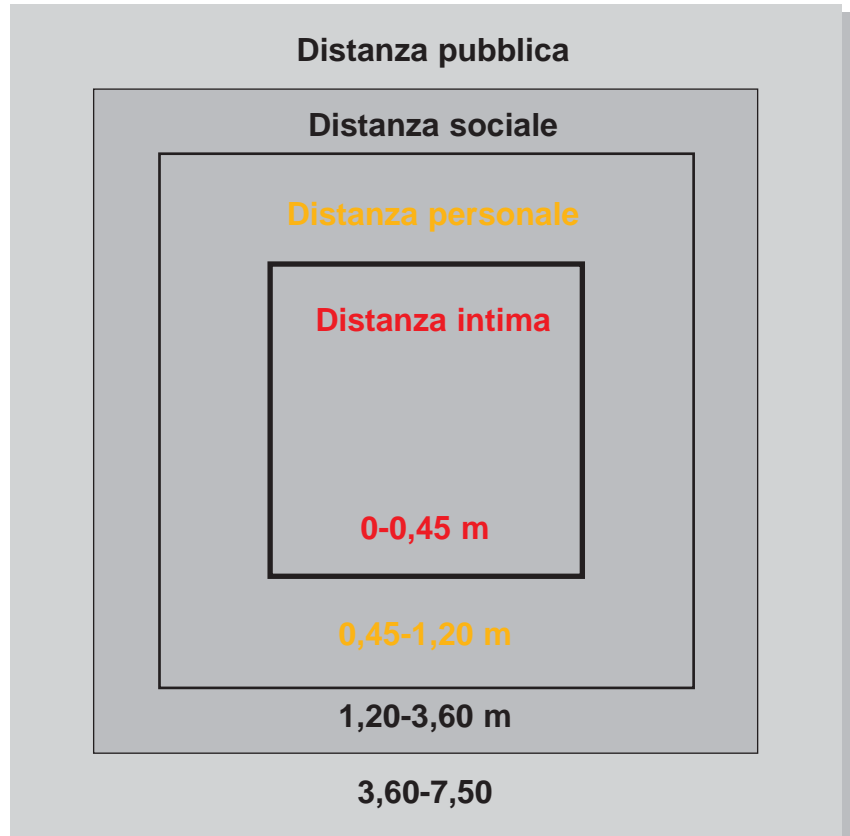 Distanza pubblica
Distanza sociale
Distanza personale
Distanza intima
0-0,45 m
0,45-1,20 m
1,20-3,60 m
3,60-7,50